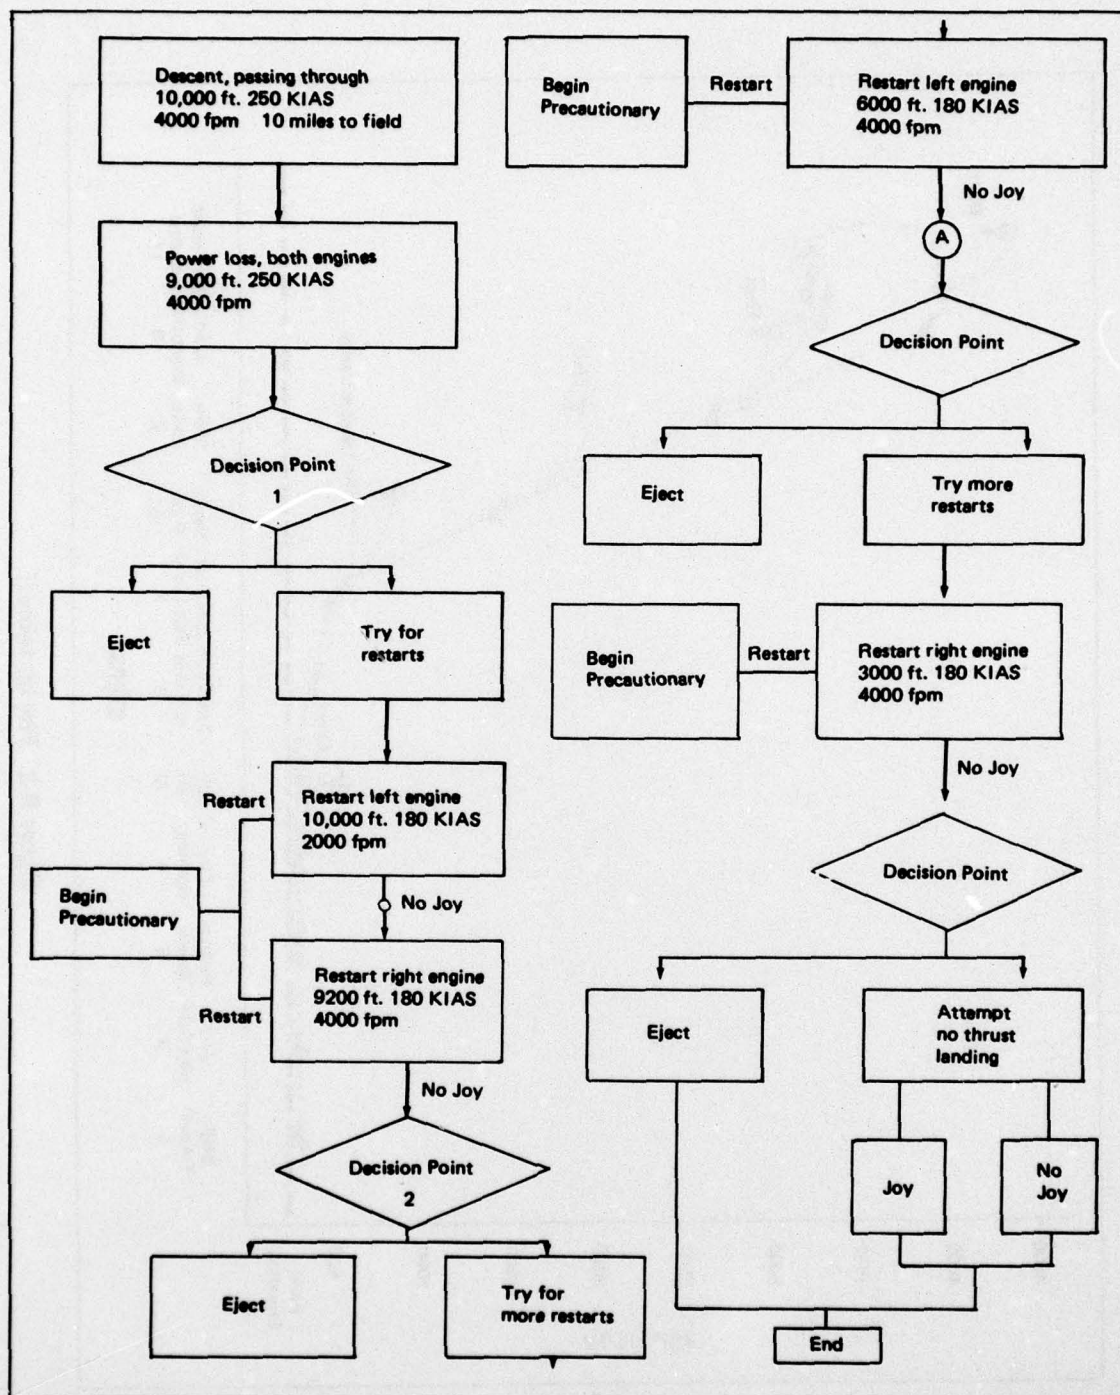 Descent, passing through
10,000 ft. 250 KIAS
4000 fpm 10 miles to field
Power loss, both engines
9,000 ft. 250 KIAS
4000 fpm
Decision Point
1
Eject
Try for
restarts
Restart
Restart left engine
10,000 ft. 180 KIAS
2000 fpm
Begin
Precautionary
No Joy
Restart
Restart right engine
9200 ft. 180 KIAS
4000 fpm
No Joy
Decision Point
2
Eject
Try for
more restarts
Begin
Precautionary
Restart
Restart left engine
6000 ft. 180 KIAS
4000 fpm
No Joy
A
Decision Point
Eject
Try more
restarts
Begin
Precautionary
Restart
Restart right engine
3000 ft. 180 KIAS
4000 fpm
No Joy
Decision Point
Eject
Attempt
no thrust
landing
Joy
No
Joy
End